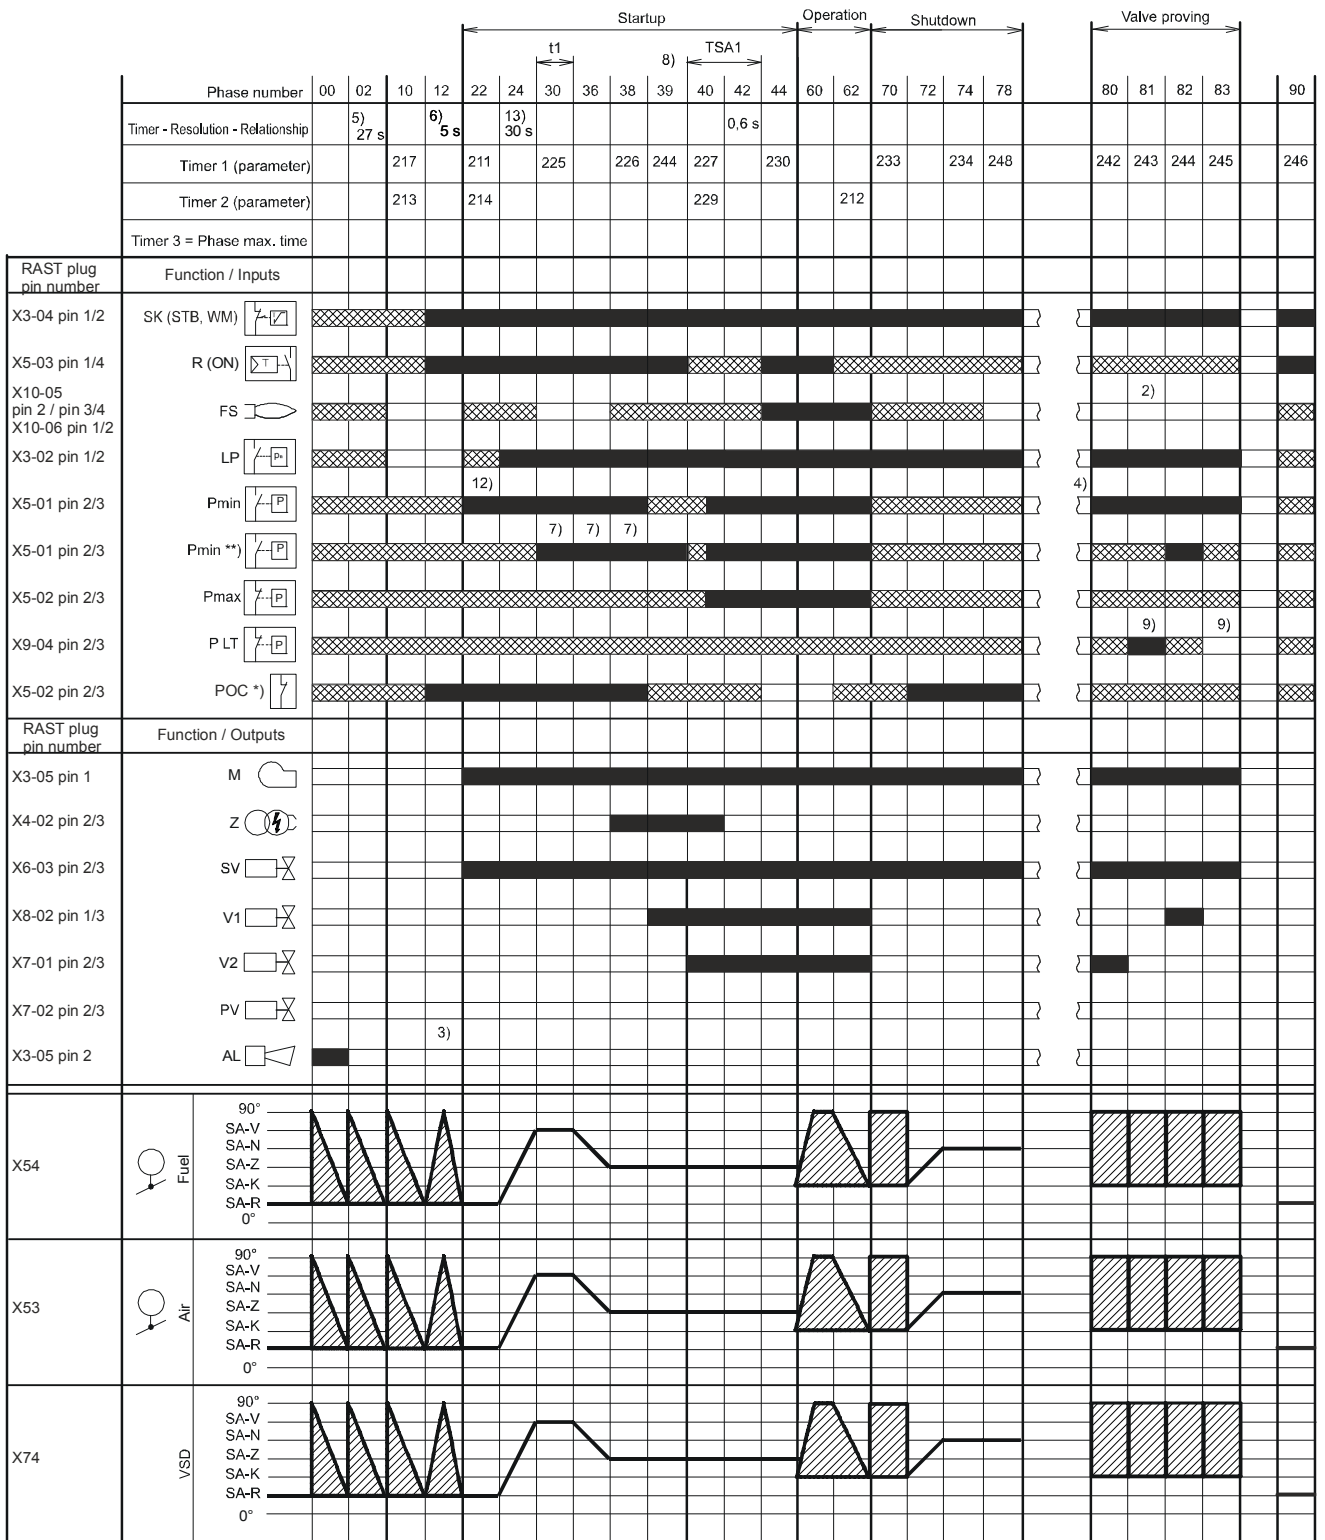 Startup Operation Shutdown Valve proving
t1 8) TSA1
Phase number 00 02 10 12 22 24 30 36 38 39 40 42 44 60 62 70 72 74 78 80 81 82 83 90
Timer - Resolution - Relationship 5) 27 s 6) 5 s 13) 30 s 0,6 s
Timer 1 (parameter) 217 211 225 226 244 227 230 233 234 248 242 243 244 245 246
Timer 2 (parameter) 213 214 229 212
Timer 3 = Phase max. time
RAST plug pin number Function / Inputs
X3-04 pin 1/2 SK (STB, WM)
X5-03 pin 1/4 R (ON) T
X10-05
pin 2 / pin 3/4 FS 2)
X10-06 pin 1/2
X3-02 pin 1/2 LP
12) 4)
X5-01 pin 2/3 Pmin P
7) 7) 7)
X5-01 pin 2/3 Pmin **) P
X5-02 pin 2/3 Pmax P
9) 9)
X9-04 pin 2/3 P LT P
X5-02 pin 2/3 POC *)
RAST plug pin number Function / Outputs
X3-05 pin 1 M
X4-02 pin 2/3 Z
X6-03 pin 2/3 SV
X8-02 pin 1/3 V1
X7-01 pin 2/3 V2
X7-02 pin 2/3 PV
3)
X3-05 pin 2 AL
X54 Fuel
90°
SA-V
SA-N
SA-Z
SA-K
SA-R
0°
X53 Air
90°
SA-V
SA-N
SA-Z
SA-K
SA-R
0°
X74 VSD
90°
SA-V
SA-N
SA-Z
SA-K
SA-R
0°